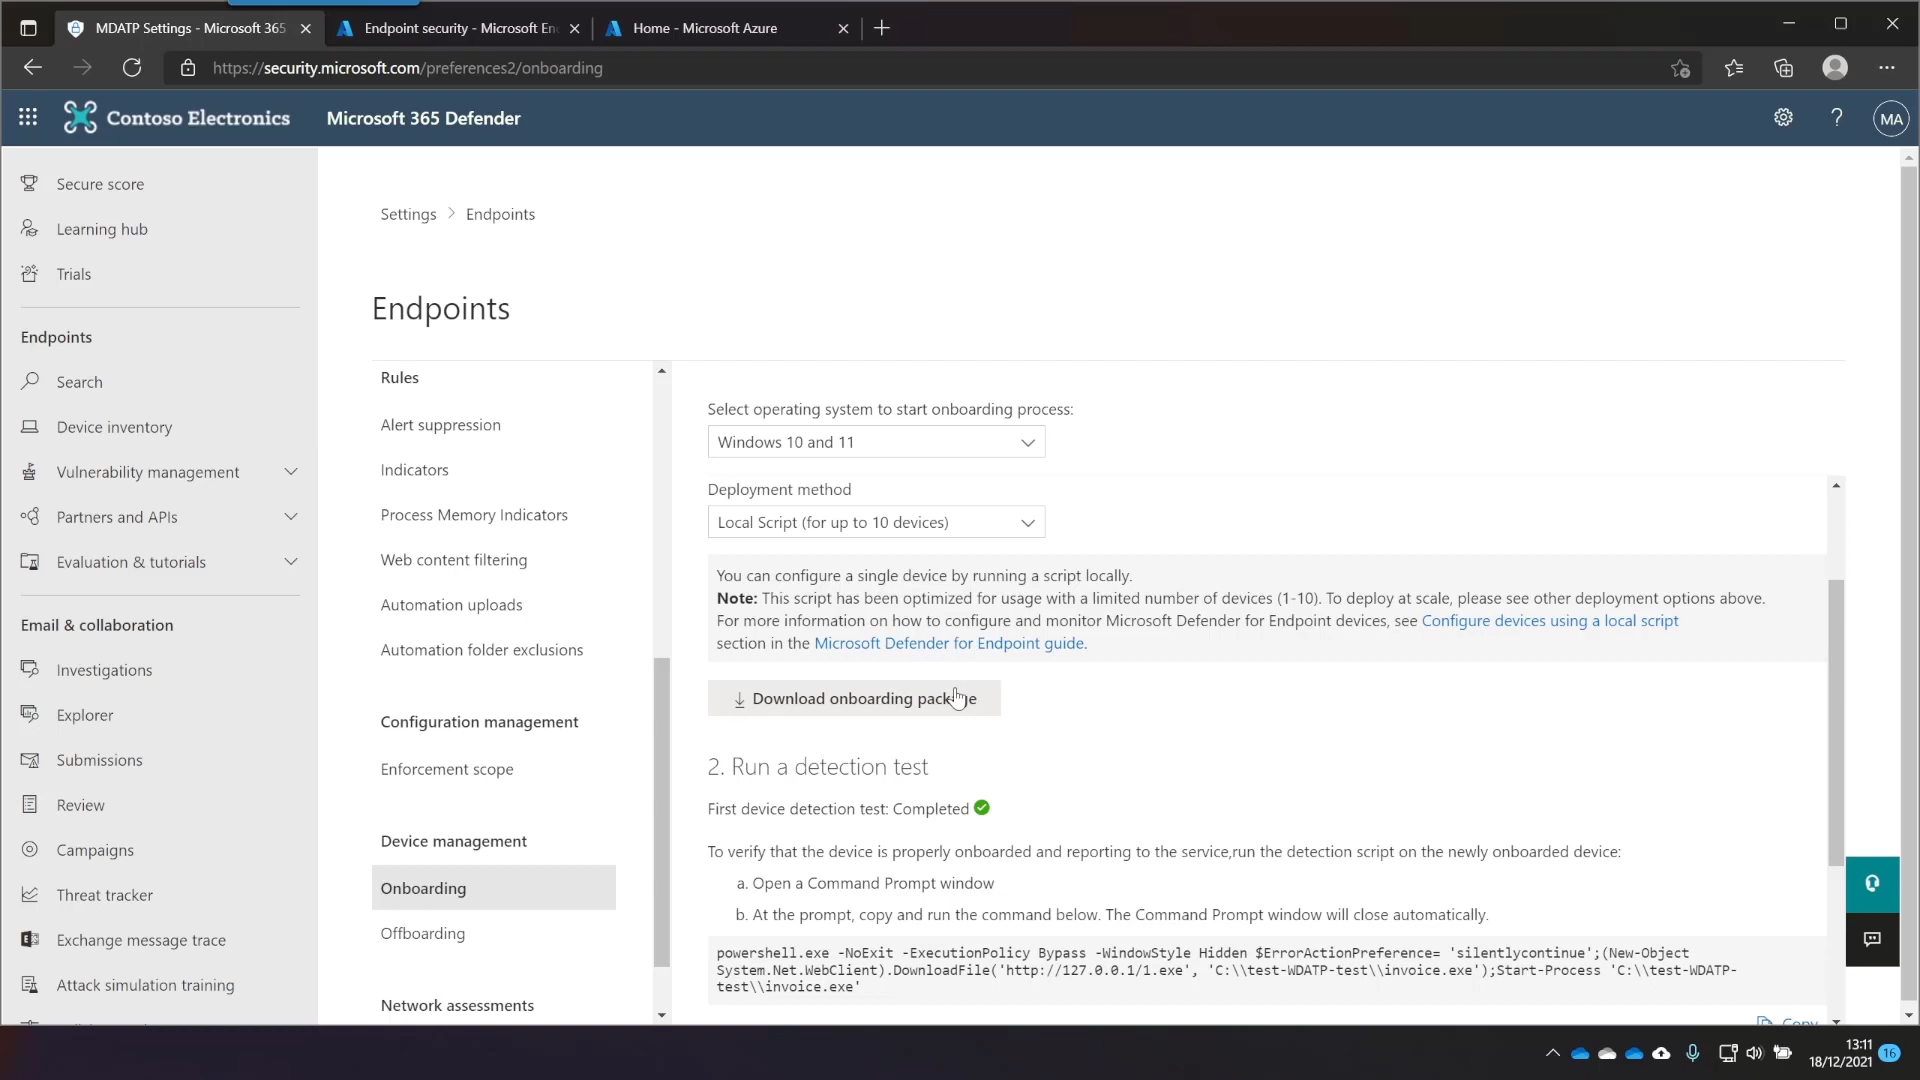 MDATP Settings - Microsoft 365
Endpoint security - Microsoft En
Home - Microsoft Azure
https://security.microsoft.com/preferences2/onboarding
Contoso Electronics
Microsoft 365 Defender
?
MA
Secure score
Learning hub
Trials
Endpoints
Search
Device inventory
Vulnerability management
Partners and APIs
Evaluation & tutorials
Email & collaboration
Investigations
Explorer
Submissions
Review
Campaigns
Threat tracker
Exchange message trace
Attack simulation training
Settings > Endpoints
Endpoints
Rules
Alert suppression
Indicators
Process Memory Indicators
Web content filtering
Automation uploads
Automation folder exclusions
Configuration management
Enforcement scope
Device management
Onboarding
Offboarding
Network assessments
Select operating system to start onboarding process:
Windows 10 and 11
Deployment method
Local Script (for up to 10 devices)
You can configure a single device by running a script locally.
Note: This script has been optimized for usage with a limited number of devices (1-10). To deploy at scale, please see other deployment options above.
For more information on how to configure and monitor Microsoft Defender for Endpoint devices, see Configure devices using a local script
section in the Microsoft Defender for Endpoint guide.
Download onboarding package
2. Run a detection test
First device detection test: Completed
To verify that the device is properly onboarded and reporting to the service,run the detection script on the newly onboarded device:
a. Open a Command Prompt window
b. At the prompt, copy and run the command below. The Command Prompt window will close automatically.
powershell.exe -NoExit -ExecutionPolicy Bypass -WindowStyle Hidden $ErrorActionPreference= 'silentlycontinue';(New-Object
System.Net.WebClient).DownloadFile('http://127.0.0.1/1.exe', 'C:\\test-WDATP-test\\invoice.exe');Start-Process 'C:\\test-WDATP-
test\\invoice.exe'
Copy
13:11
18/12/2021
16